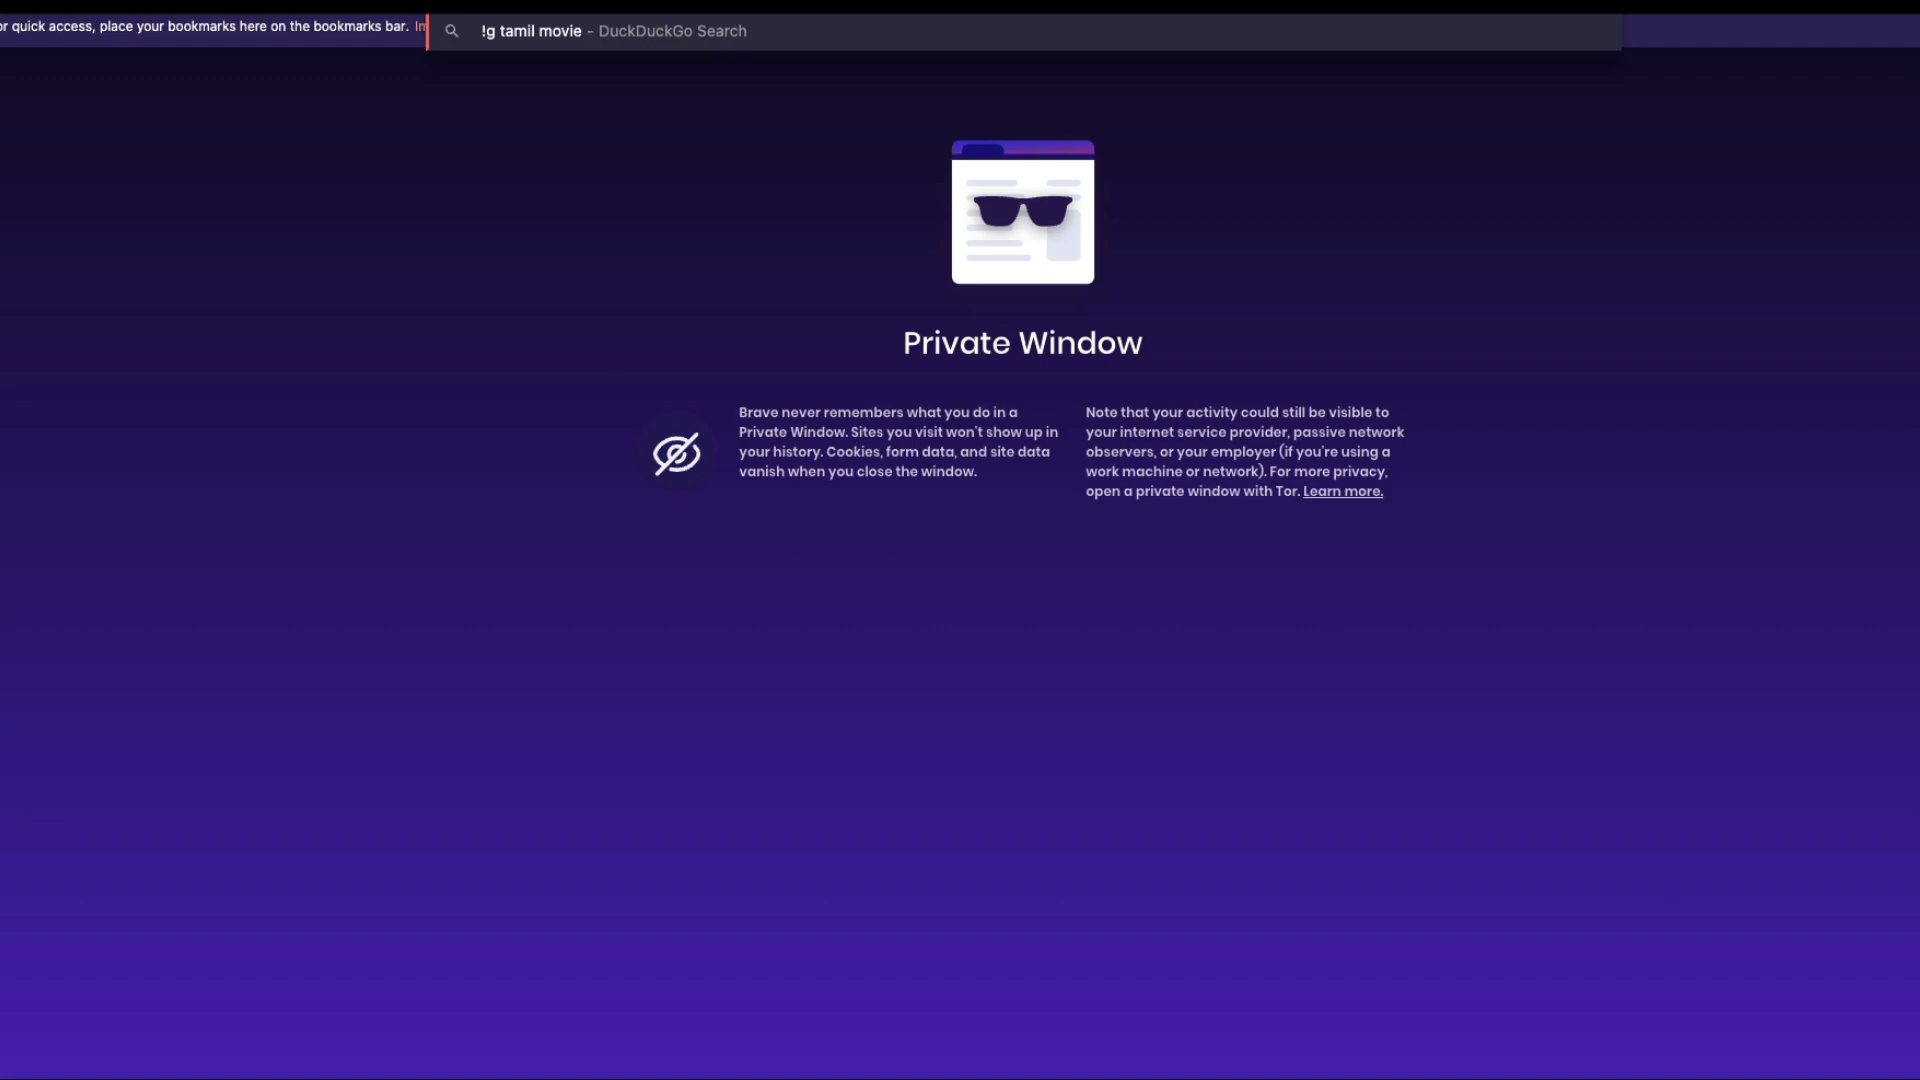 or quick access, place your bookmarks here on the bookmarks bar.
!g tamil movie - DuckDuckGo Search
Private Window
Brave never remembers what you do in a
Private Window. Sites you visit won't show up in
your history. Cookies, form data, and site data
vanish when you close the window.
Note that your activity could still be visible to
your internet service provider, passive network
observers, or your employer (if you're using a
work machine or network). For more privacy,
open a private window with Tor. Learn more.